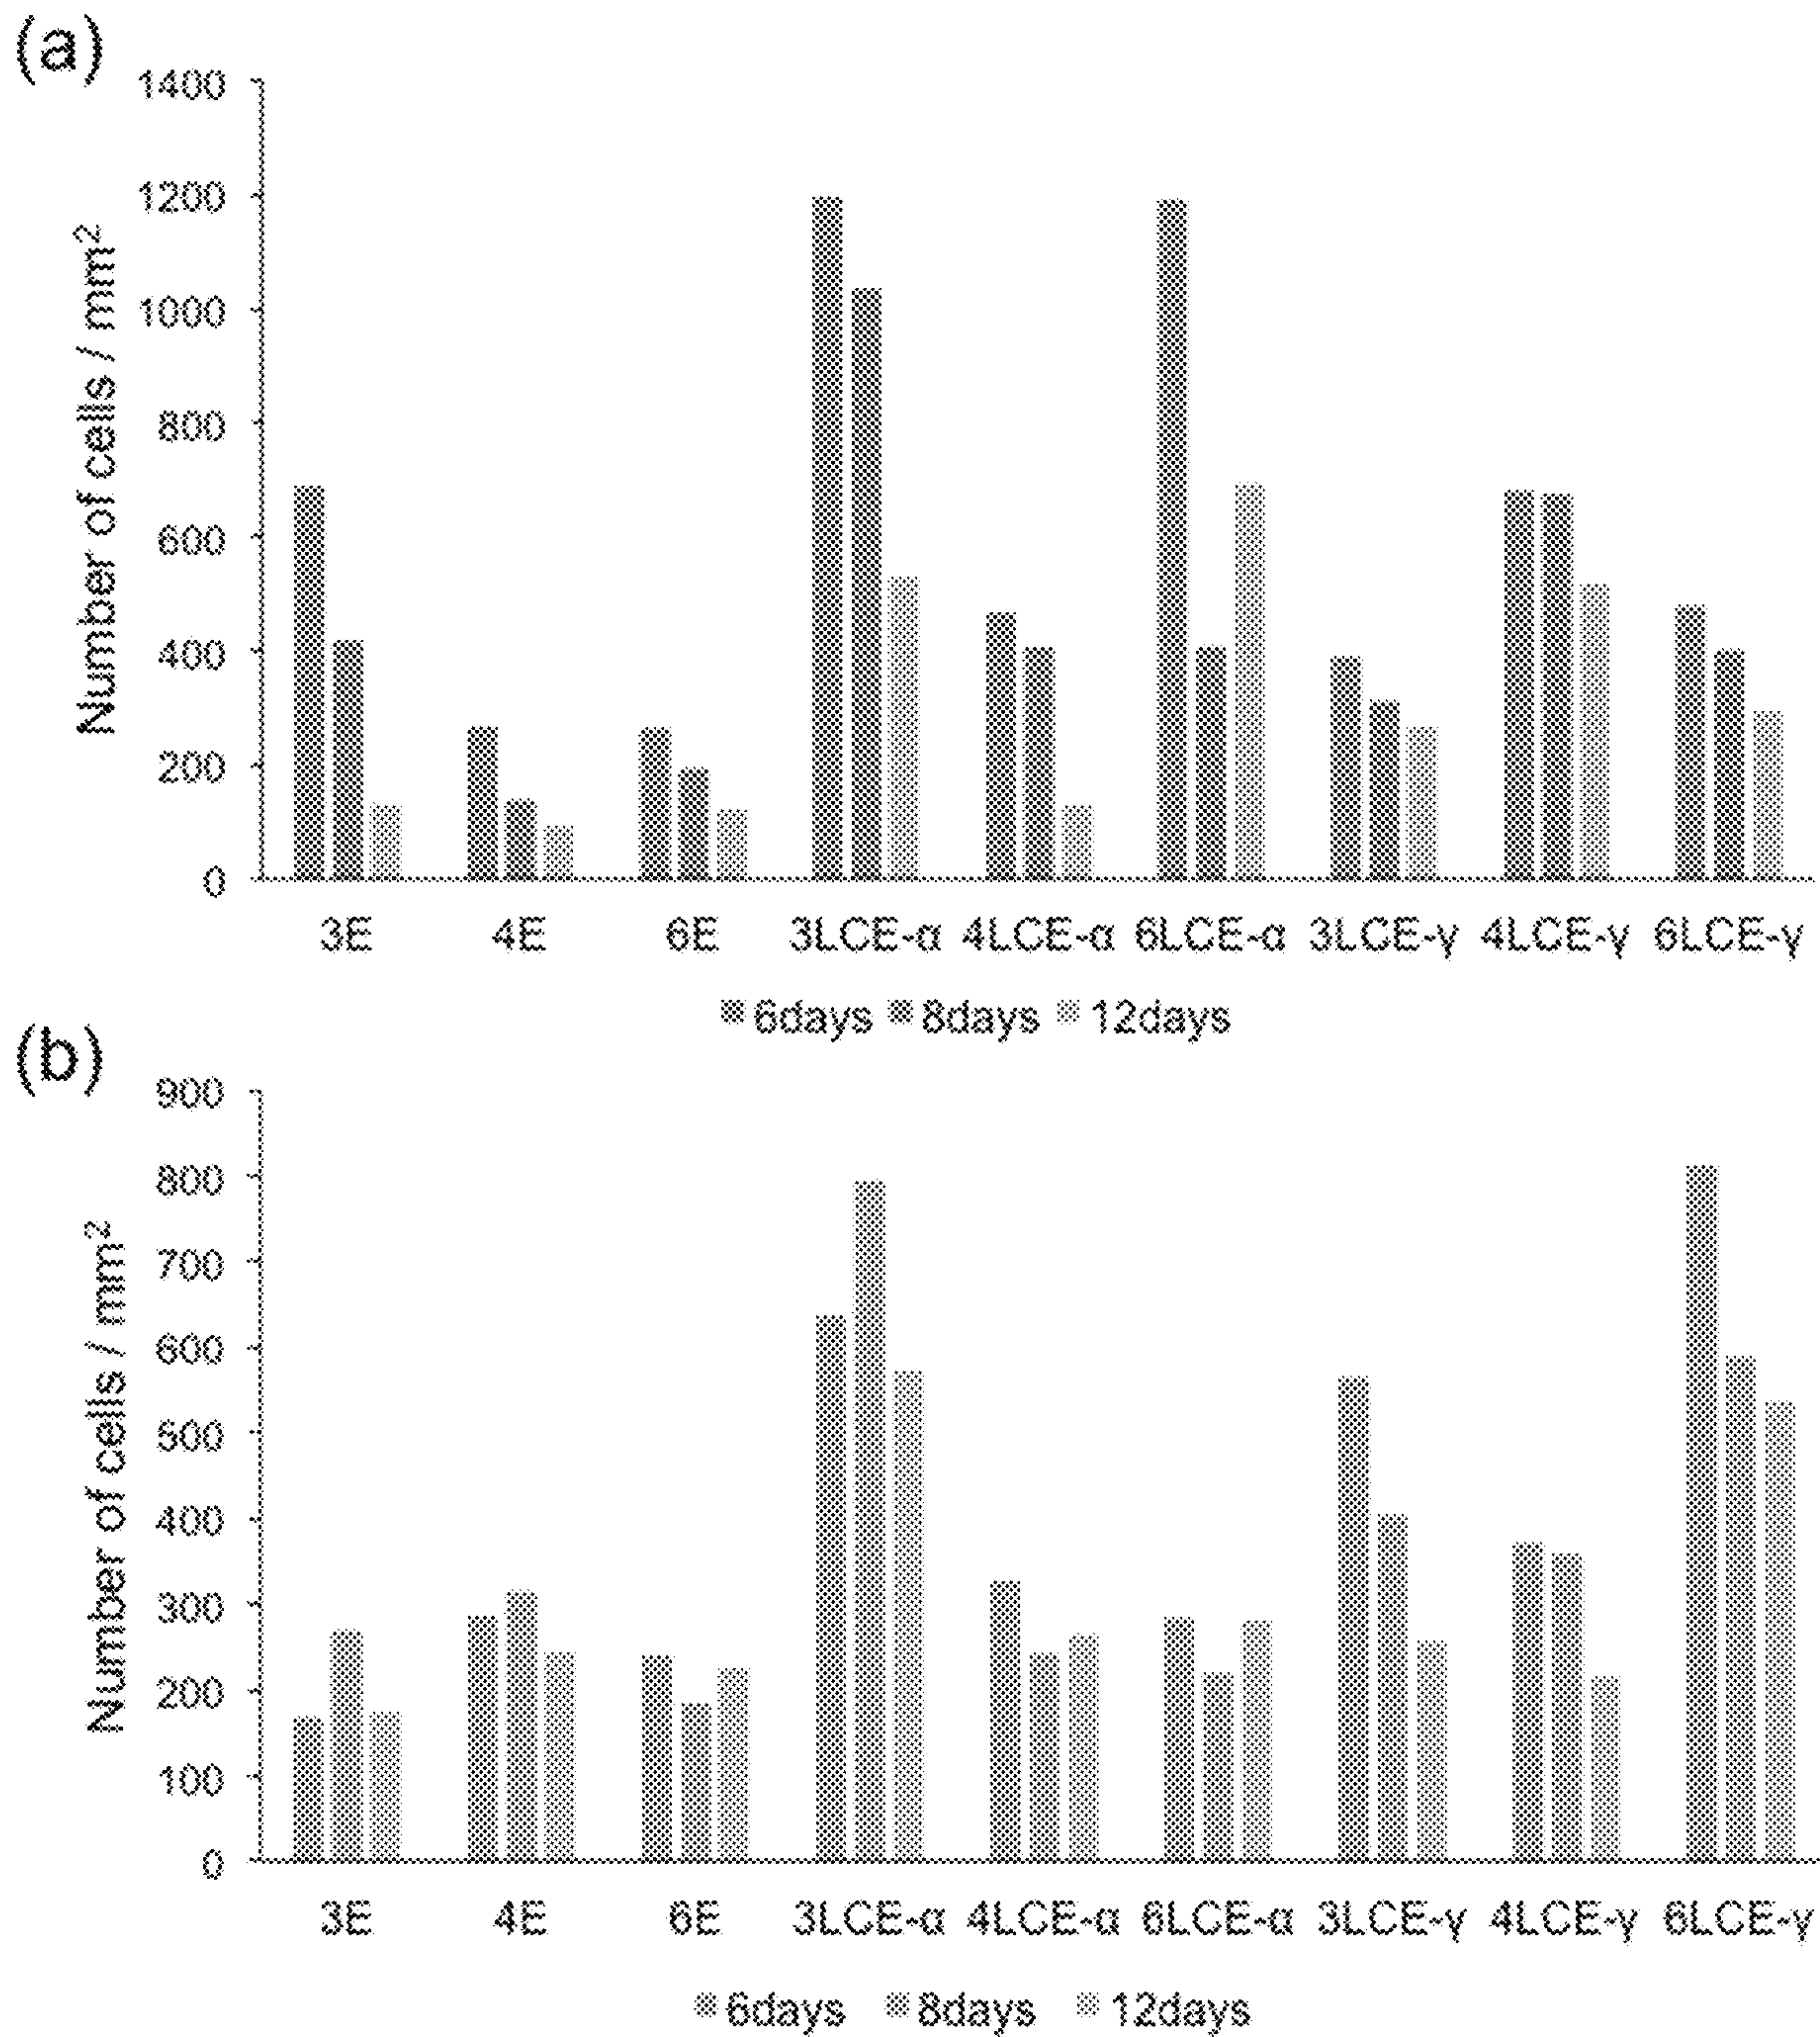 (a)
Number of cells / mm²
1400
1200
1000
800
600
400
200
0
3E 4E 6E 3LCE-α 4LCE-α 6LCE-α 3LCE-γ 4LCE-γ 6LCE-γ
6days 8days 12days
(b)
Number of cells / mm²
900
800
700
600
500
400
300
200
100
0
3E 4E 6E 3LCE-α 4LCE-α 6LCE-α 3LCE-γ 4LCE-γ 6LCE-γ
6days 8days 12days